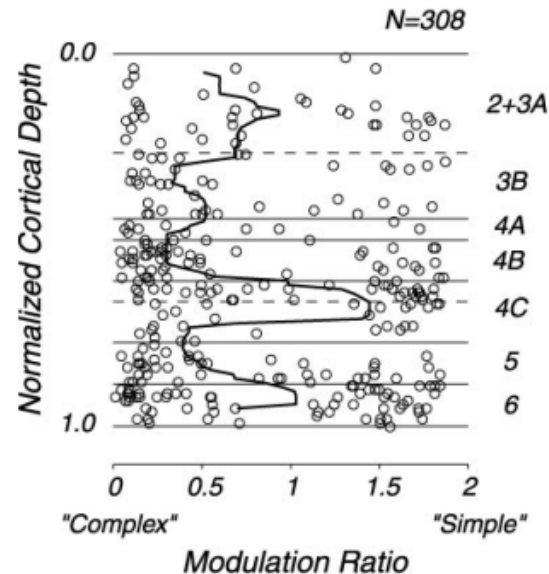 N=308
0.0
2+3A
3B
4A
4B
4C
5
6
1.0
Normalized Cortical Depth
0 0.5 1 1.5 2
"Complex" "Simple"
Modulation Ratio